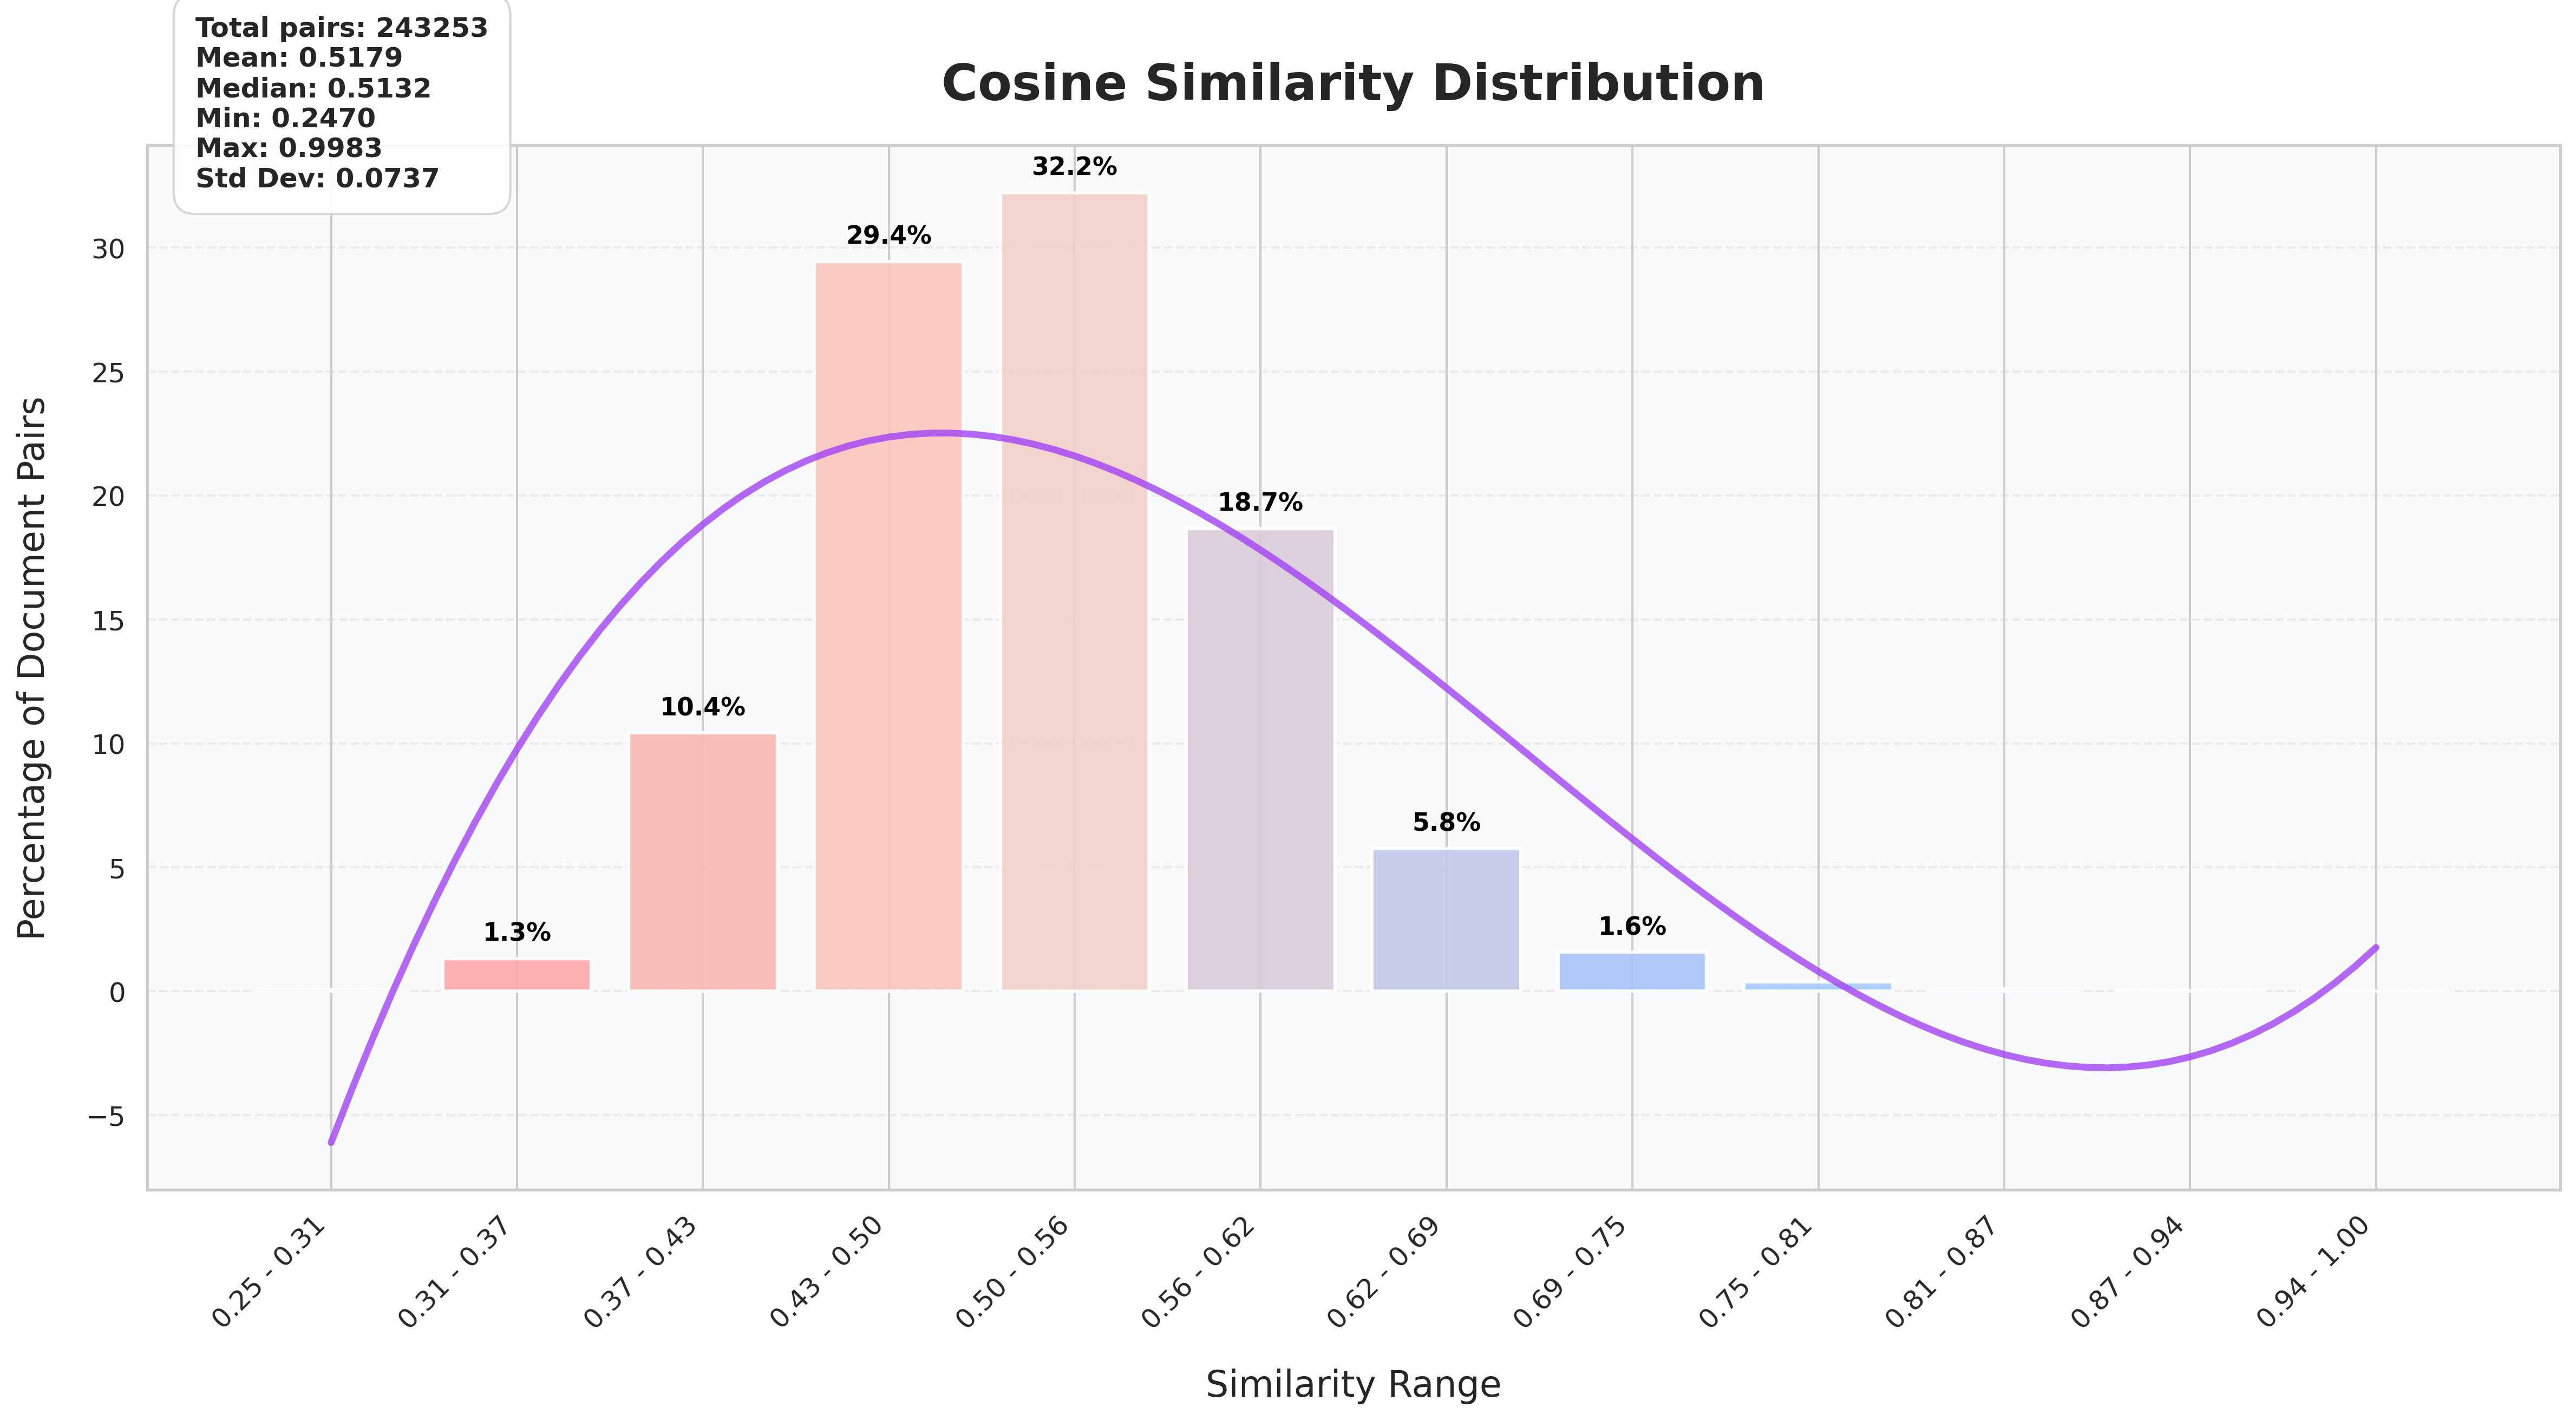 Total pairs: 243253
Mean: 0.5179
Median: 0.5132
Min: 0.2470
Max: 0.9983
Std Dev: 0.0737
Cosine Similarity Distribution
Percentage of Document Pairs
30
25
20
15
10
5
0
−5
1.3%
10.4%
29.4%
32.2%
18.7%
5.8%
1.6%
0.25 - 0.31
0.31 - 0.37
0.37 - 0.43
0.43 - 0.50
0.50 - 0.56
0.56 - 0.62
0.62 - 0.69
0.69 - 0.75
0.75 - 0.81
0.81 - 0.87
0.87 - 0.94
0.94 - 1.00
Similarity Range